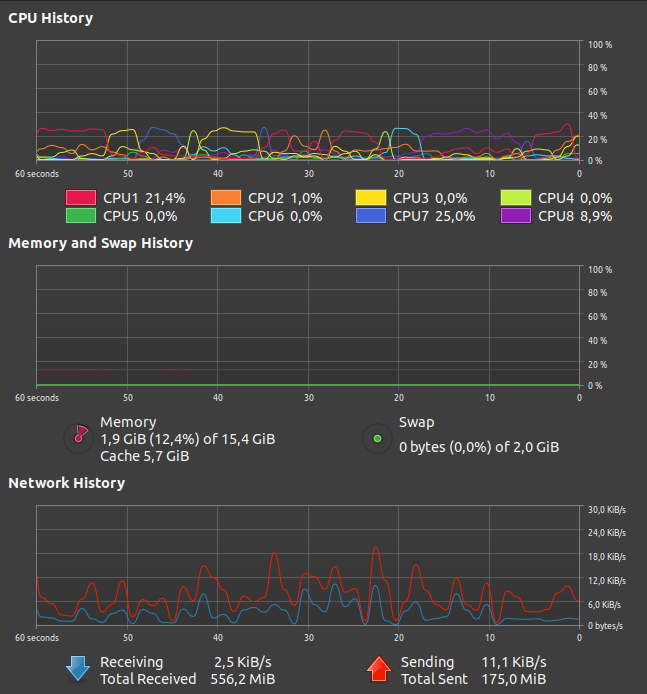 CPU History
100 %
80 %
60 %
40 %
20 %
0 %
60 seconds 50 40 30 20 10 0
CPU1 21,4% CPU2 1,0% CPU3 0,0% CPU4 0,0%
CPU5 0,0% CPU6 0,0% CPU7 25,0% CPU8 8,9%
Memory and Swap History
100 %
80 %
60 %
40 %
20 %
0 %
60 seconds 50 40 30 20 10 0
Memory
1,9 GiB (12,4%) of 15,4 GiB
Cache 5,7 GiB
Swap
0 bytes (0,0%) of 2,0 GiB
Network History
30,0 KiB/s
24,0 KiB/s
18,0 KiB/s
12,0 KiB/s
6,0 KiB/s
0 bytes/s
60 seconds 50 40 30 20 10 0
Receiving 2,5 KiB/s
Total Received 556,2 MiB
Sending 11,1 KiB/s
Total Sent 175,0 MiB